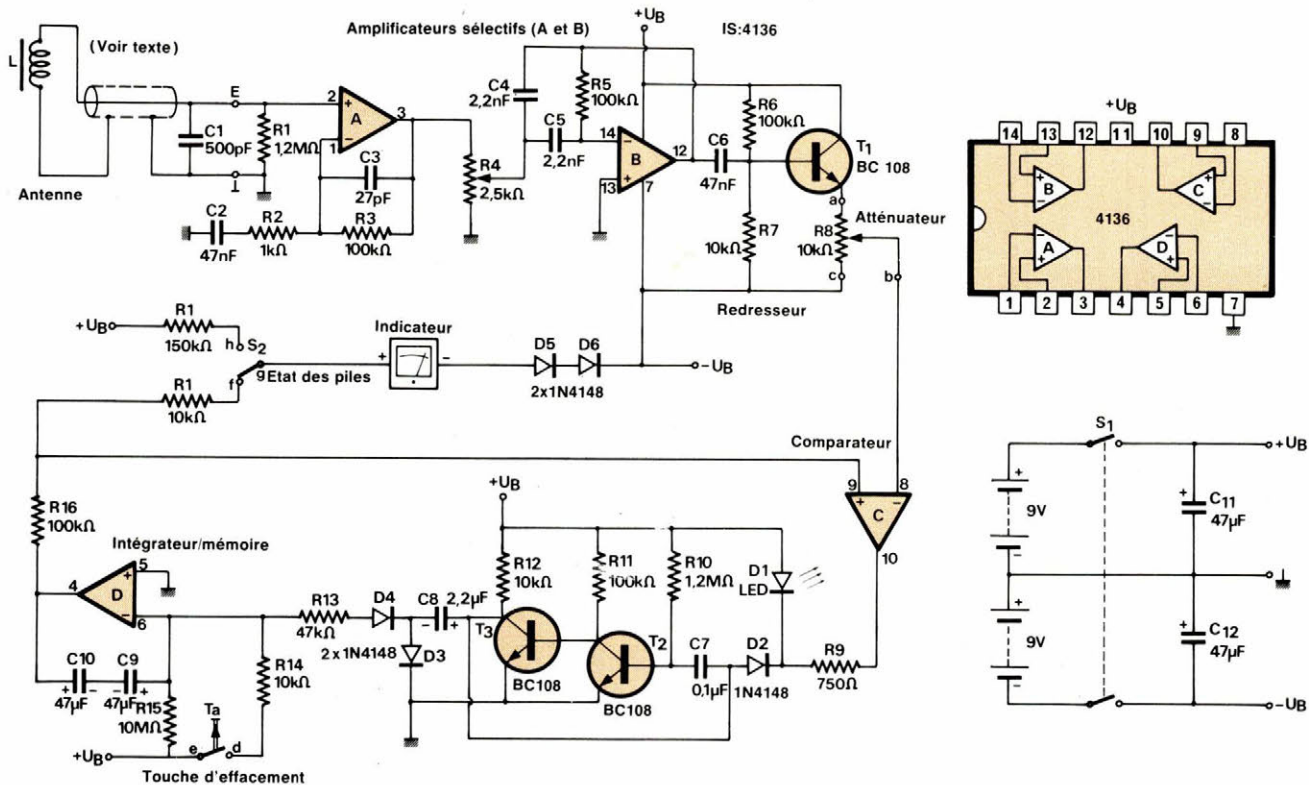 Amplificateurs sélectifs (A et B)
+UB
IS:4136
L
(Voir texte)
E
C1
500pF
R1
1,2MΩ
Antenne
2
+
A
3
−
1
C3
27pF
C2
47nF
R2
1kΩ
R3
100kΩ
R4
2,5kΩ
C4
2,2nF
C5
2,2nF
R5
100kΩ
14
−
B
12
+
13
7
C6
47nF
R6
100kΩ
T1
BC 108
R7
10kΩ
a
Atténuateur
R8
10kΩ
c
b
Redresseur
+UB
14
13
12
11
10
9
8
+
B
−
+
C
−
4136
−
A
+
−
D
+
1
2
3
4
5
6
7
+UB
R1
150kΩ
h
S2
g
f
Etat des piles
R1
10kΩ
Indicateur
+
−
D5
D6
2x1N4148
−UB
Comparateur
9
8
+
−
C
10
R16
100kΩ
Intégrateur/mémoire
4
D
+
5
−
6
C10
+
−
47µF
C9
−
+
47µF
R15
10MΩ
+UB
Ta
e
d
Touche d'effacement
R14
10kΩ
R13
47kΩ
D4
2x1N4148
D3
C8
2,2µF
−
+
+UB
R12
10kΩ
R11
100kΩ
R10
1,2MΩ
T3
BC108
T2
BC108
C7
0,1µF
D1
LED
D2
1N4148
R9
750Ω
S1
+UB
+
9V
−
+
C11
47µF
+
9V
−
+
C12
47µF
−UB